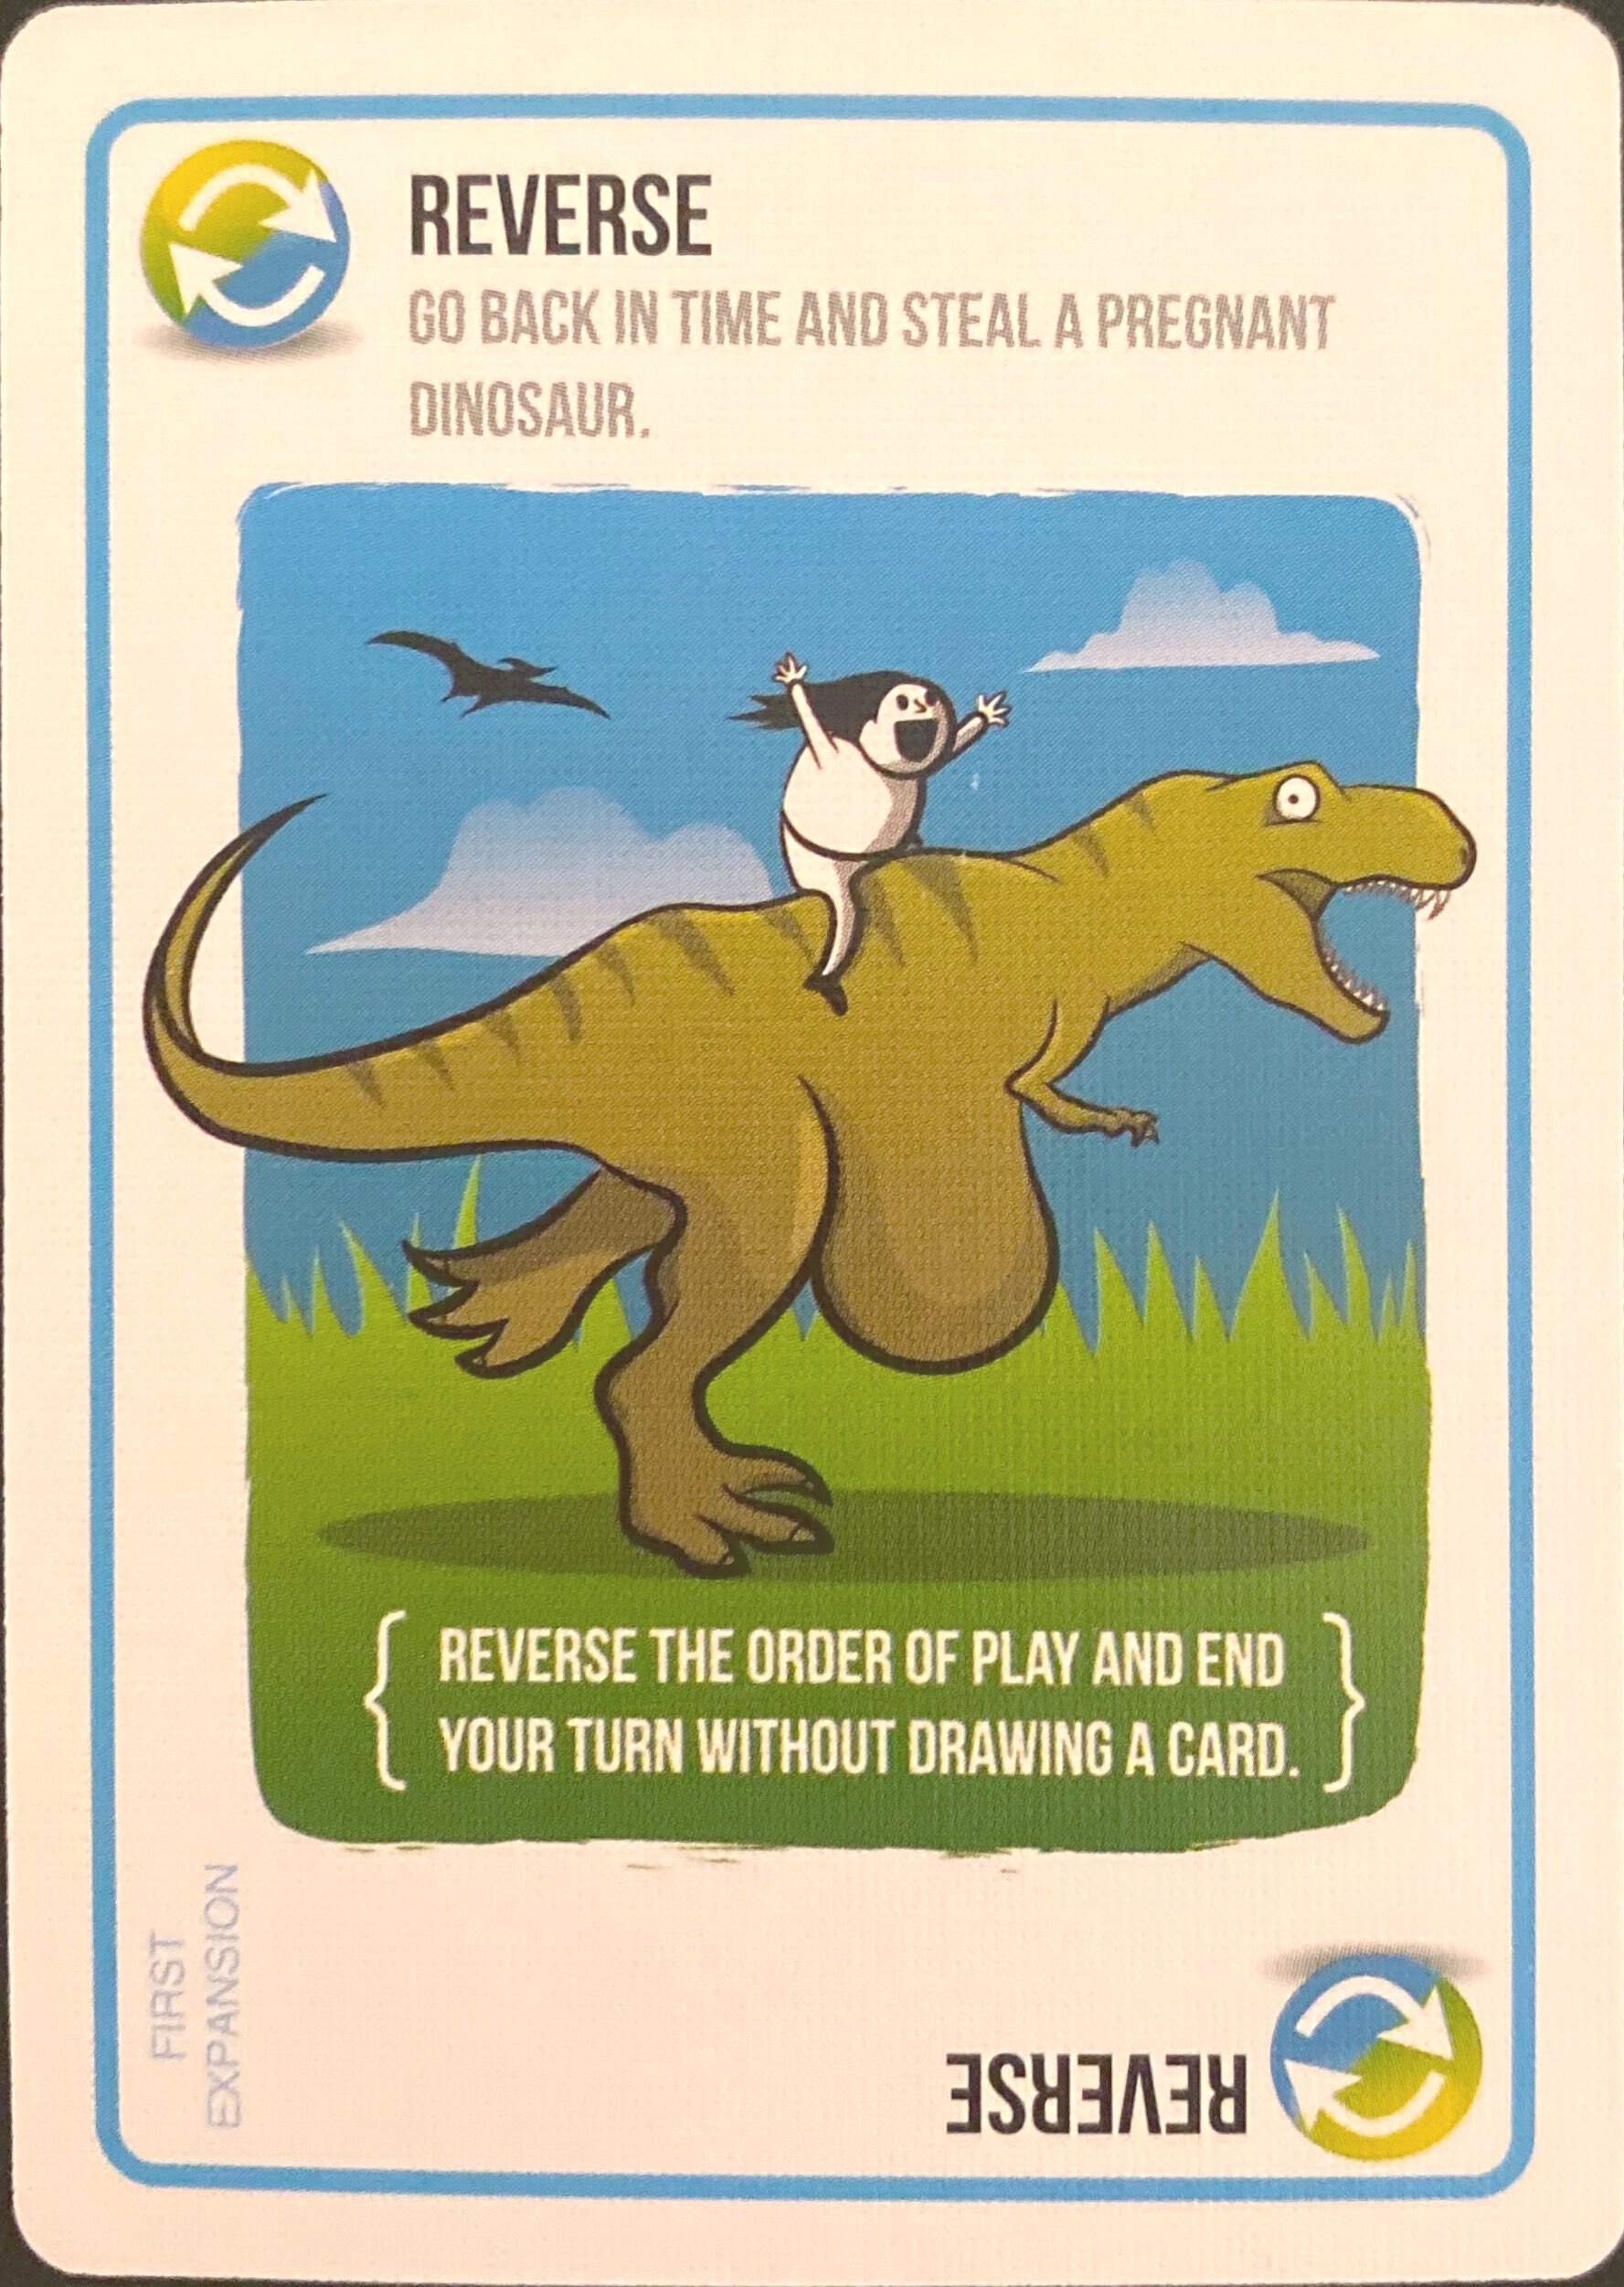 REVERSE
GO BACK IN TIME AND STEAL A PREGNANT
DINOSAUR.
REVERSE THE ORDER OF PLAY AND END
YOUR TURN WITHOUT DRAWING A CARD.
FIRST
EXPANSION
REVERSE